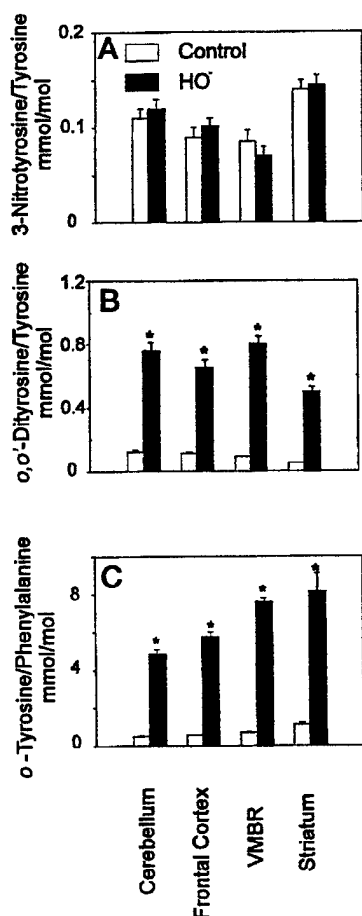 A
Control
HO·
3-Nitrotyrosine/Tyrosine
mmol/mol
0.2
0.1
0
B
o,o'-Dityrosine/Tyrosine
mmol/mol
1.2
0.8
0.4
0
* * * *
C
o-Tyrosine/Phenylalanine
mmol/mol
8
4
0
* * * *
Cerebellum
Frontal Cortex
VMBR
Striatum